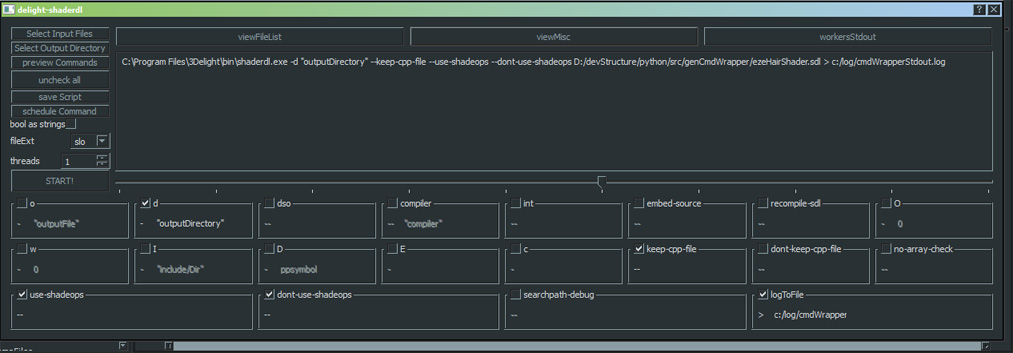 delight-shaderdl
Select Input Files
Select Output Directory
preview Commands
uncheck all
save Script
schedule Command
bool as strings
fileExt slo
threads 1
START!
viewFileList viewMisc workersStdout
C:\Program Files\3Delight\bin\shaderdl.exe -d "outputDirectory" --keep-cpp-file --use-shadeops --dont-use-shadeops D:/devStructure/python/src/genCmdWrapper/ezeHairShader.sdl > c:/log/cmdWrapperStdout.log
o d dso compiler int embed-source recompile-sdl O
- "outputFile" - "outputDirectory" -- -- "compiler" -- -- -- - 0
w I D E c keep-cpp-file dont-keep-cpp-file no-array-check
- 0 - "include/Dir" - ppsymbol - - -- -- --
use-shadeops dont-use-shadeops searchpath-debug logToFile
-- -- -- > c:/log/cmdWrapper